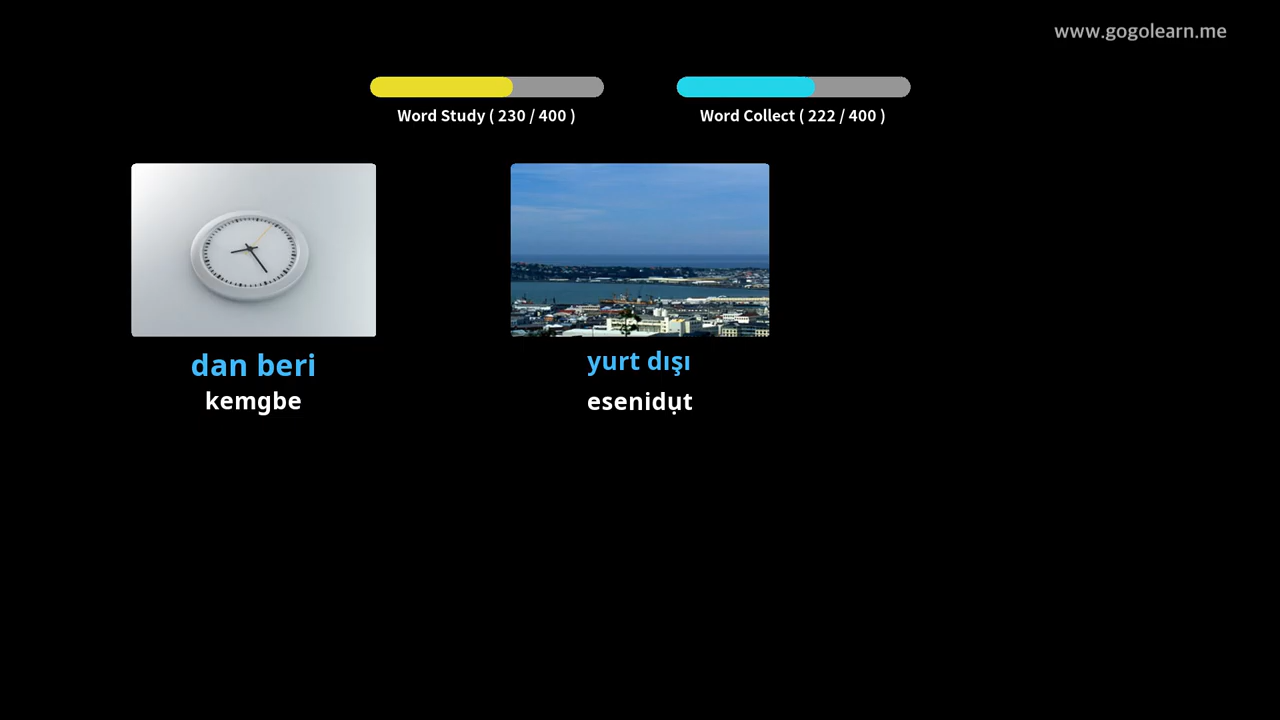 www.gogolearn.me
Word Study ( 230 / 400 )
Word Collect ( 222 / 400 )
dan beri
kemgbe
yurt dışı
esenidụt